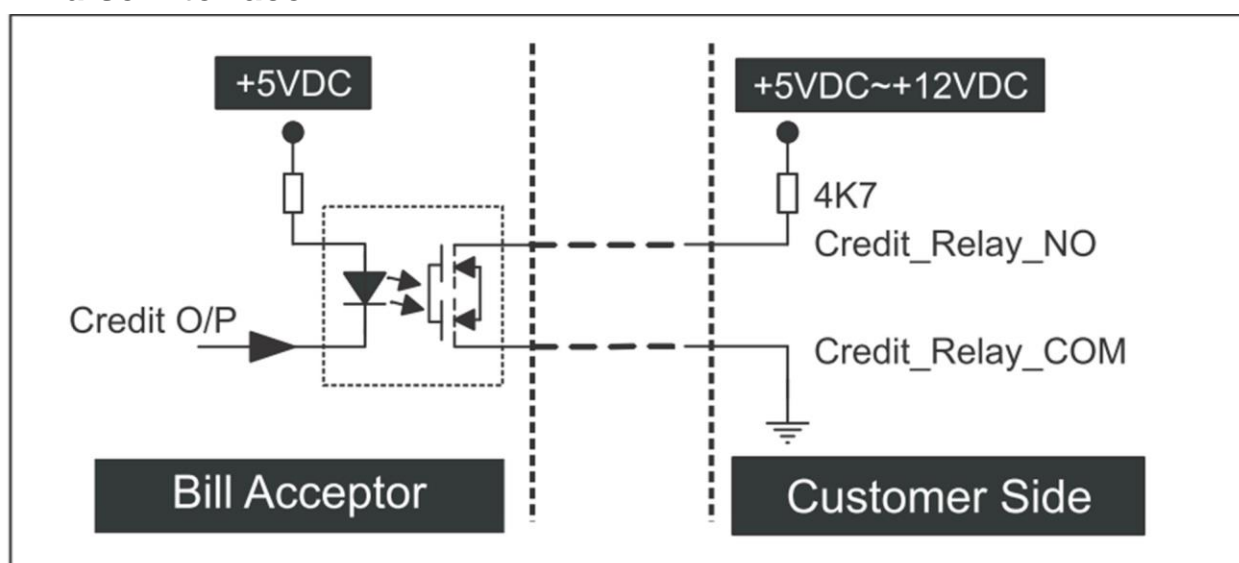 +5VDC
+5VDC~+12VDC
4K7
Credit_Relay_NO
Credit O/P
Credit_Relay_COM
Bill Acceptor
Customer Side